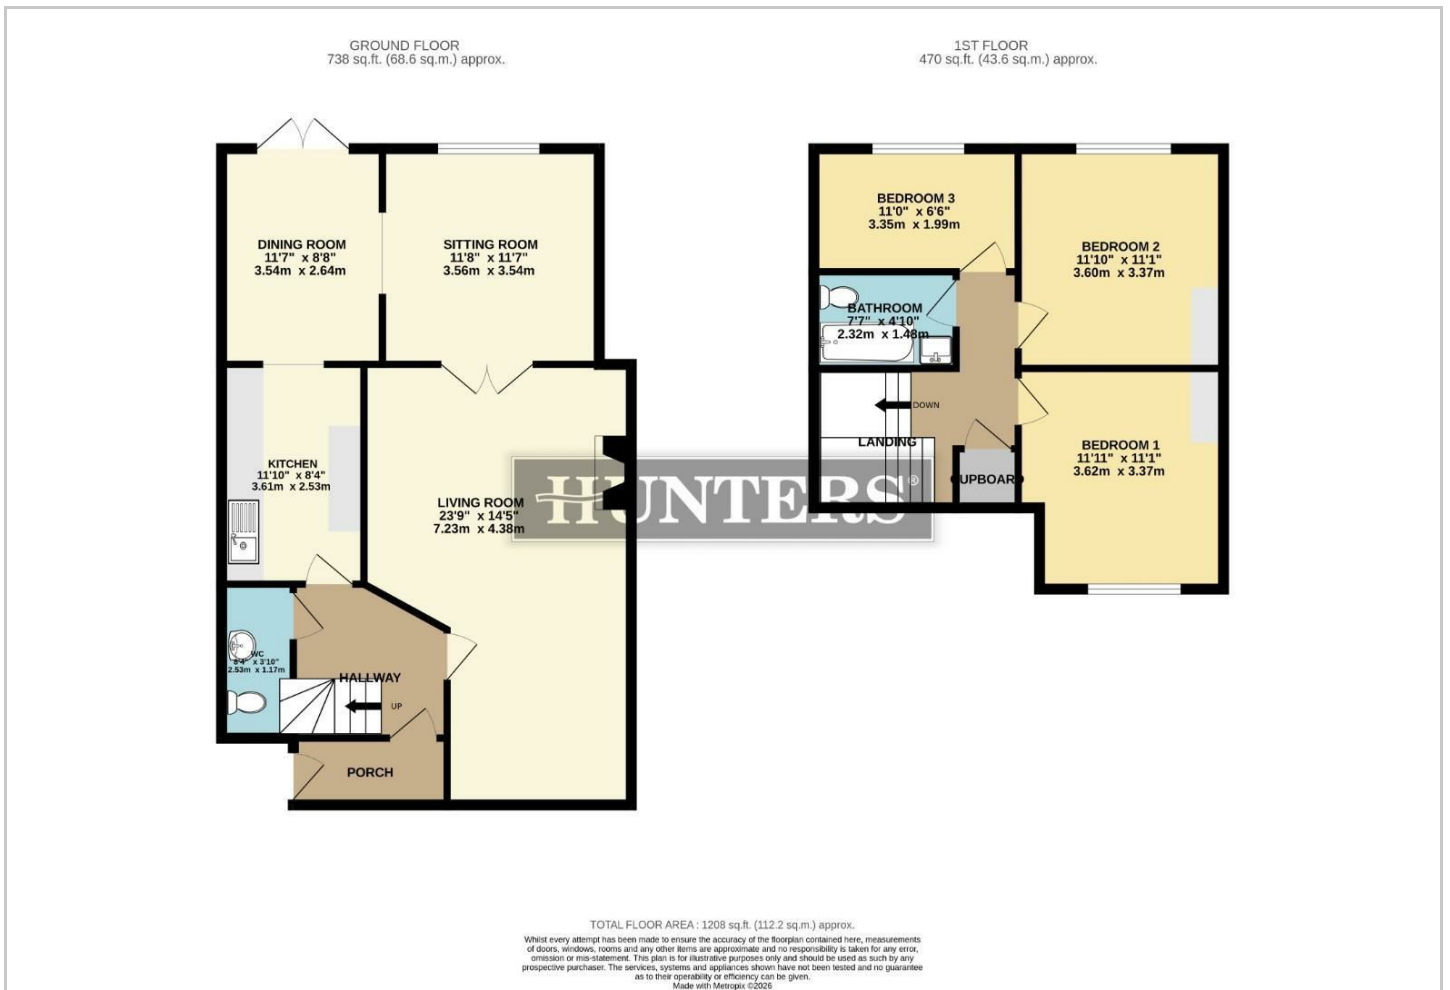 GROUND FLOOR
738 sq.ft. (68.6 sq.m.) approx.
1ST FLOOR
470 sq.ft. (43.6 sq.m.) approx.
DINING ROOM
11'7" x 8'8"
3.54m x 2.64m
SITTING ROOM
11'8" x 11'7"
3.56m x 3.54m
KITCHEN
11'10" x 8'4"
3.61m x 2.53m
LIVING ROOM
23'9" x 14'5"
7.23m x 4.38m
WC
8'4" x 3'10"
2.53m x 1.17m
HALLWAY
UP
PORCH
BEDROOM 3
11'0" x 6'6"
3.35m x 1.99m
BEDROOM 2
11'10" x 11'1"
3.60m x 3.37m
BATHROOM
7'7" x 4'10"
2.32m x 1.48m
DOWN
LANDING
BEDROOM 1
11'11" x 11'1"
3.62m x 3.37m
CUPBOARD
HUNTERS®
TOTAL FLOOR AREA : 1208 sq.ft. (112.2 sq.m.) approx.
Whilst every attempt has been made to ensure the accuracy of the floorplan contained here, measurements
of doors, windows, rooms and any other items are approximate and no responsibility is taken for any error,
omission or mis-statement. This plan is for illustrative purposes only and should be used as such by any
prospective purchaser. The services, systems and appliances shown have not been tested and no guarantee
as to their operability or efficiency can be given.
Made with Metropix ©2026